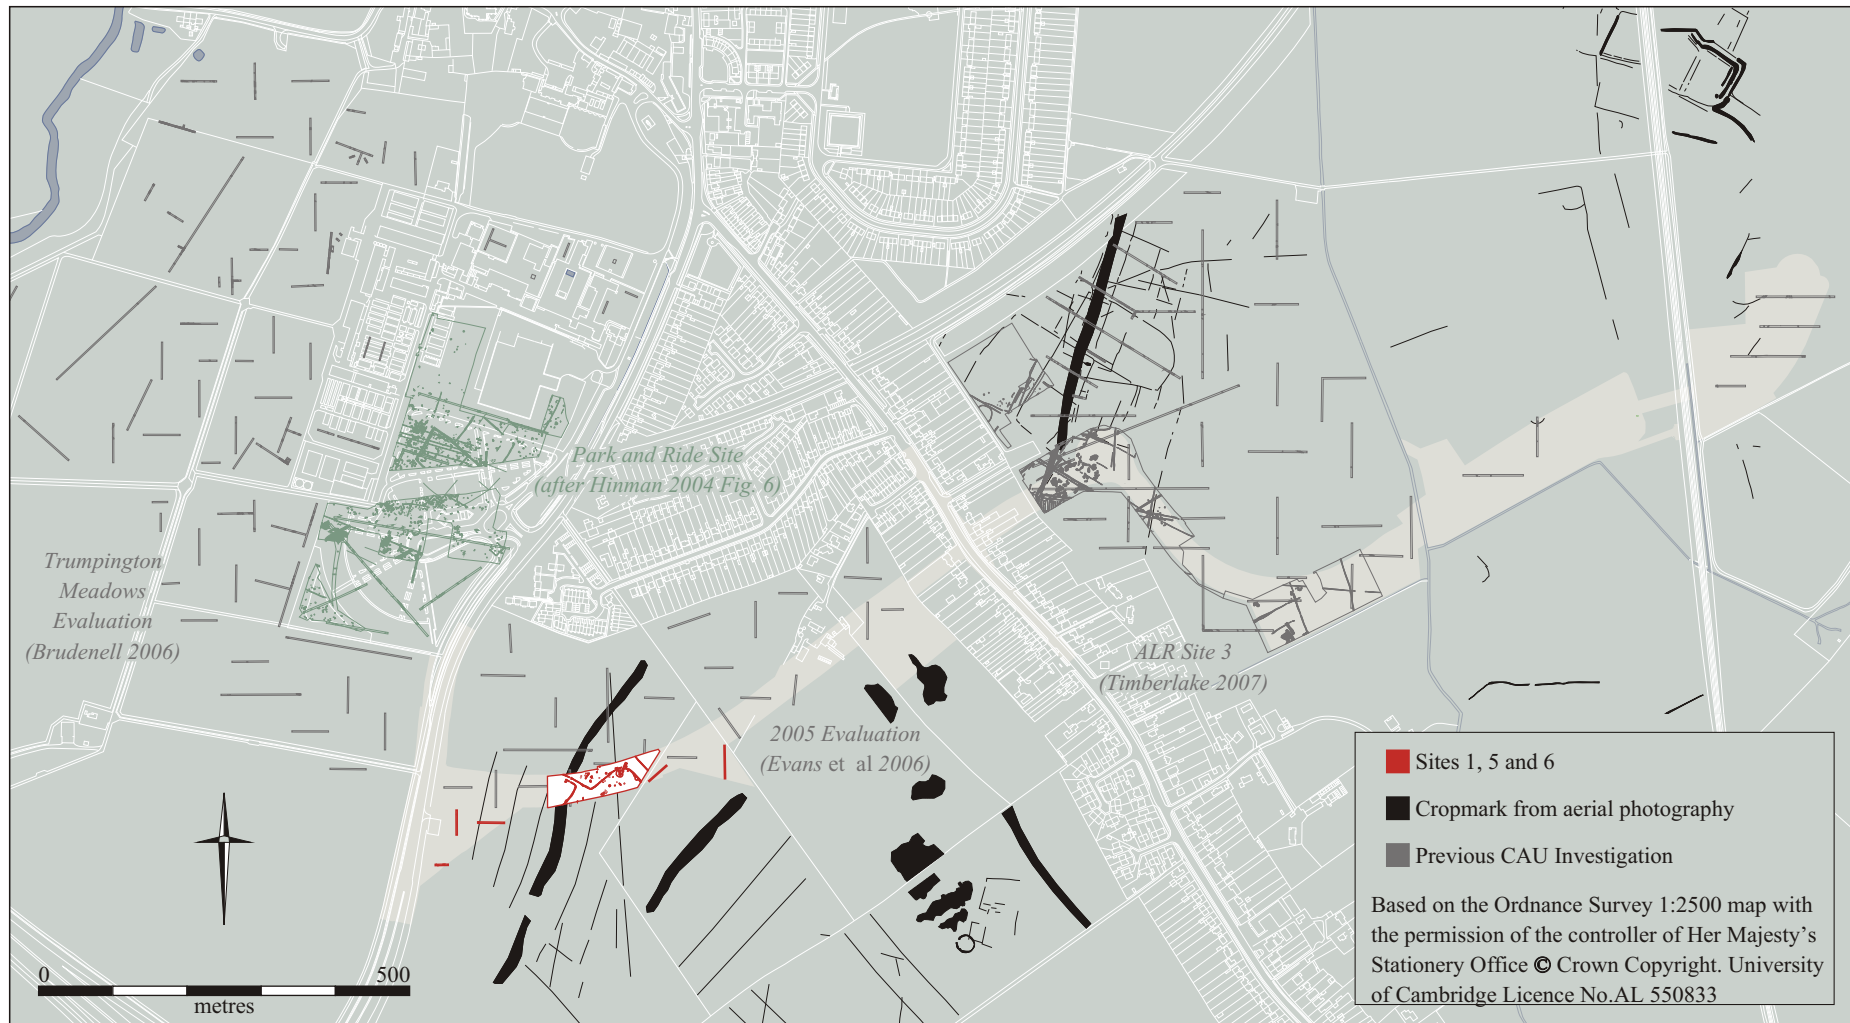 Park and Ride Site
(after Hinman 2004 Fig. 6)
Trumpington
Meadows
Evaluation
(Brudenell 2006)
ALR Site 3
(Timberlake 2007)
2005 Evaluation
(Evans et al 2006)
Sites 1, 5 and 6
Cropmark from aerial photography
Previous CAU Investigation
Based on the Ordnance Survey 1:2500 map with
the permission of the controller of Her Majesty’s
Stationery Office © Crown Copyright. University
of Cambridge Licence No.AL 550833
0 500
metres